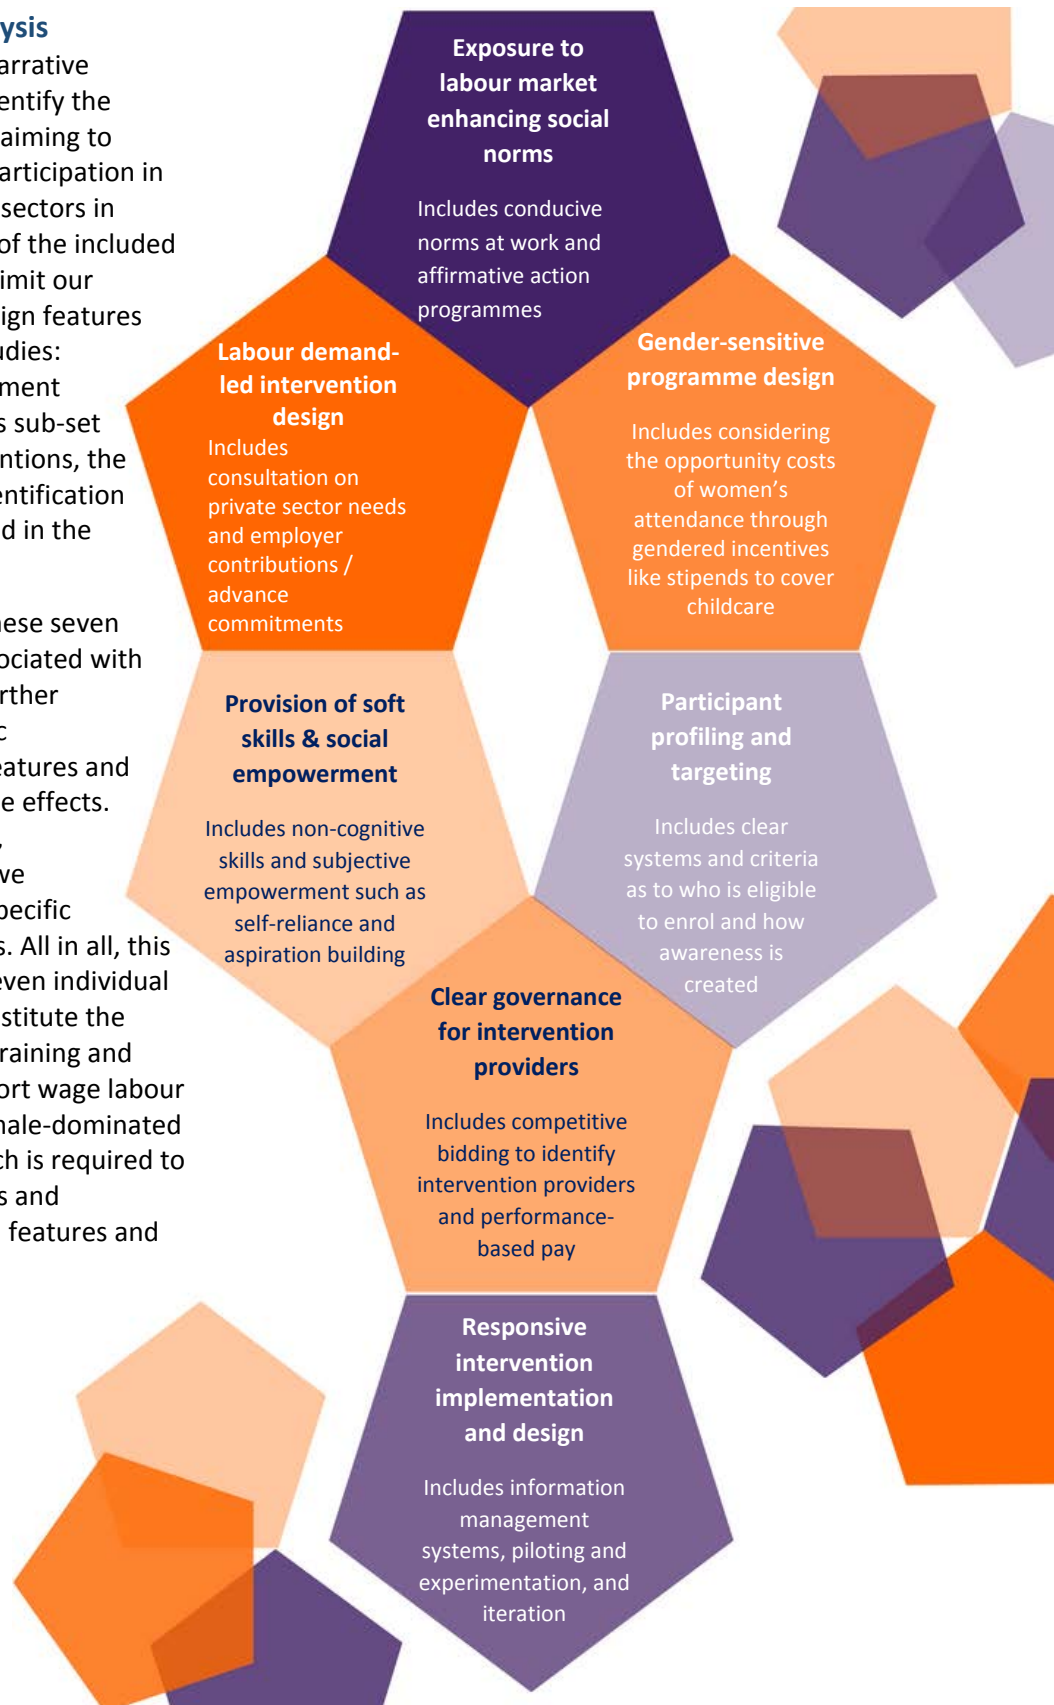 ysis
arrative
entify the
aiming to
articipation in
sectors in
of the included
imit our
ign features
udies:
ment
s sub-set
ntions, the
entification
d in the
hese seven
sociated with
rther
c
eatures and
e effects.
,
we
pecific
s. All in all, this
even individual
stitute the
raining and
ort wage labour
male-dominated
ch is required to
s and
features and
Exposure to
labour market
enhancing social
norms
Includes conducive
norms at work and
affirmative action
programmes
Labour demand-
led intervention
design
Includes
consultation on
private sector needs
and employer
contributions /
advance
commitments
Gender-sensitive
programme design
Includes considering
the opportunity costs
of women's
attendance through
gendered incentives
like stipends to cover
childcare
Provision of soft
skills & social
empowerment
Includes non-cognitive
skills and subjective
empowerment such as
self-reliance and
aspiration building
Participant
profiling and
targeting
Includes clear
systems and criteria
as to who is eligible
to enrol and how
awareness is
created
Clear governance
for intervention
providers
Includes competitive
bidding to identify
intervention providers
and performance-
based pay
Responsive
intervention
implementation
and design
Includes information
management
systems, piloting and
experimentation, and
iteration